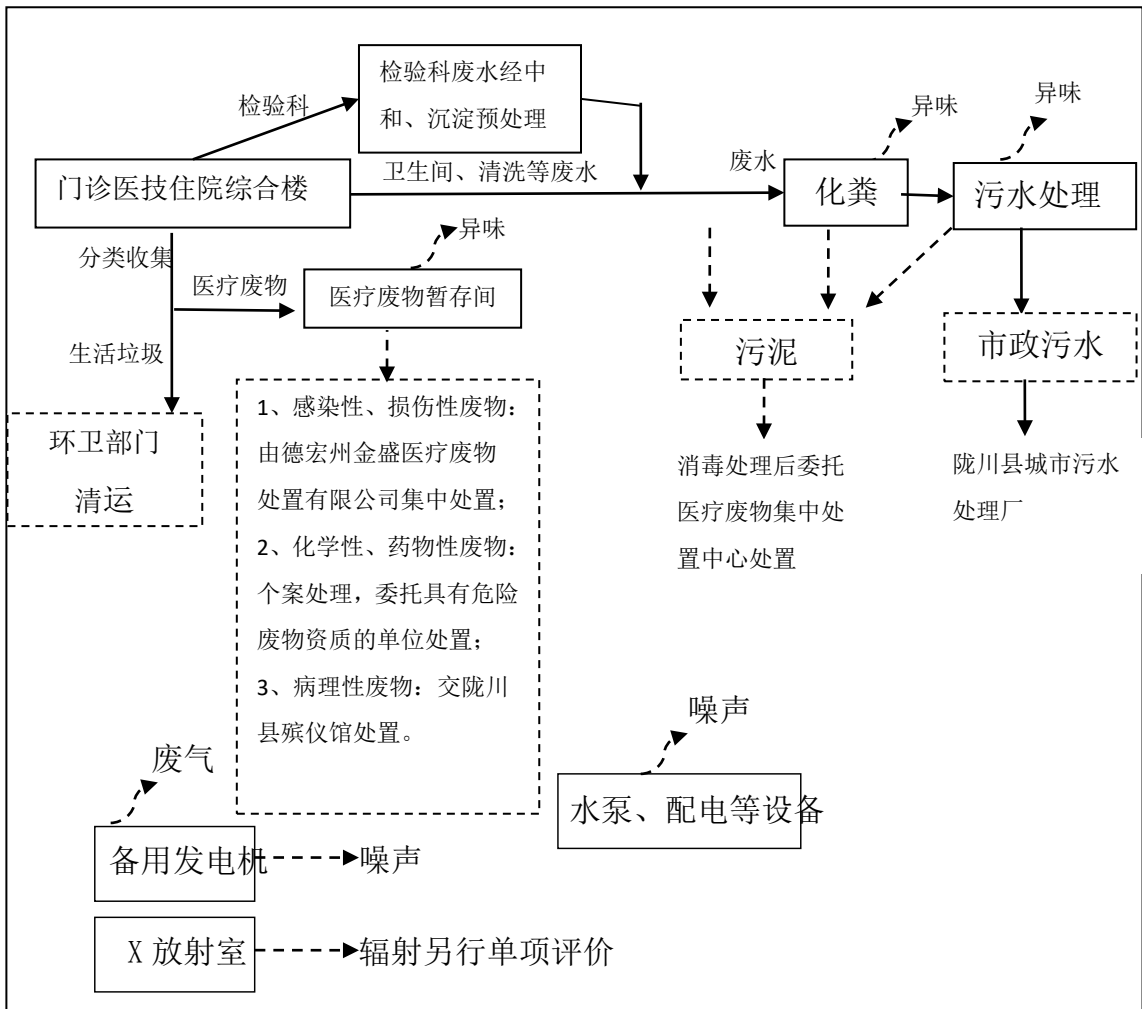 检验科废水经中
和、沉淀预处理
检验科
异味
异味
门诊医技住院综合楼
卫生间、清洗等废水
废水
化粪
污水处理
分类收集
异味
医疗废物
医疗废物暂存间
生活垃圾
污泥
市政污水
环卫部门
清运
1、感染性、损伤性废物:
由德宏州金盛医疗废物
处置有限公司集中处置;
2、化学性、药物性废物:
个案处理,委托具有危险
废物资质的单位处置;
3、病理性废物:交陇川
县殡仪馆处置。
消毒处理后委托
医疗废物集中处
置中心处置
陇川县城市污水
处理厂
噪声
废气
水泵、配电等设备
备用发电机
噪声
X 放射室
辐射另行单项评价